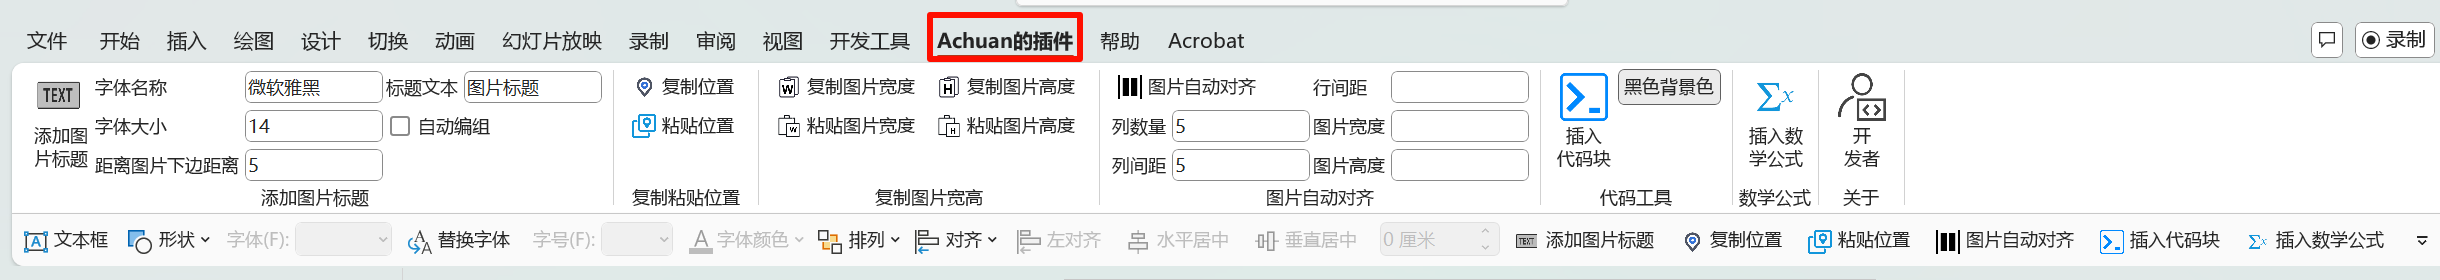 文件 开始 插入 绘图 设计 切换 动画 幻灯片放映 录制 审阅 视图 开发工具 Achuan的插件 帮助 Acrobat 录制
TEXT 添加图片标题
字体名称 微软雅黑 标题文本 图片标题
字体大小 14 自动编组
距离图片下边距离 5
添加图片标题
复制位置
粘贴位置
复制粘贴位置
W 复制图片宽度 H 复制图片高度
W 粘贴图片宽度 H 粘贴图片高度
复制图片宽高
图片自动对齐 行间距
列数量 5 图片宽度
列间距 5 图片高度
图片自动对齐
插入
代码块
黑色背景色
代码工具
Σx
插入数
学公式
数学公式
开
发者
关于
A 文本框 形状 字体(F): 替换字体 字号(F): A 字体颜色 排列 对齐 左对齐 水平居中 垂直居中 0 厘米 TEXT 添加图片标题 复制位置 粘贴位置 图片自动对齐 插入代码块 Σx 插入数学公式